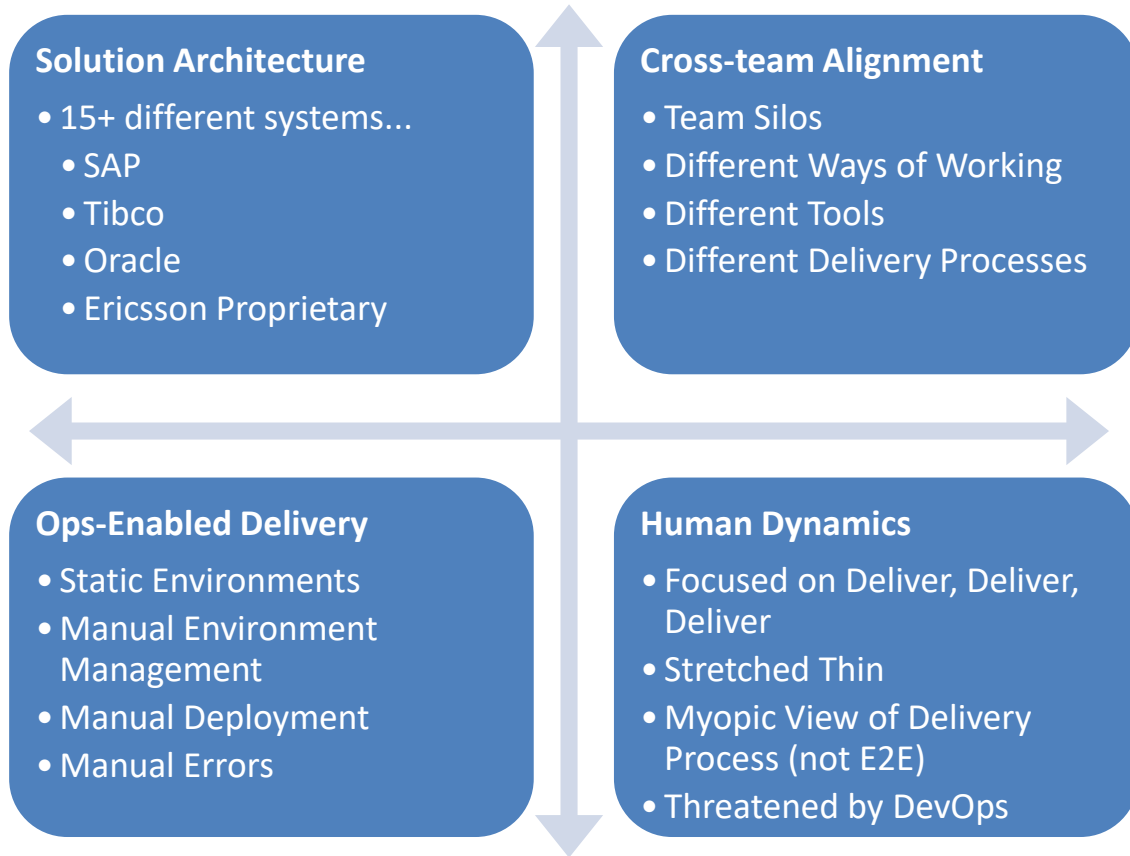 Solution Architecture
• 15+ different systems...
• SAP
• Tibco
• Oracle
• Ericsson Proprietary
Cross-team Alignment
• Team Silos
• Different Ways of Working
• Different Tools
• Different Delivery Processes
Ops-Enabled Delivery
• Static Environments
• Manual Environment
Management
• Manual Deployment
• Manual Errors
Human Dynamics
• Focused on Deliver, Deliver,
Deliver
• Stretched Thin
• Myopic View of Delivery
Process (not E2E)
• Threatened by DevOps